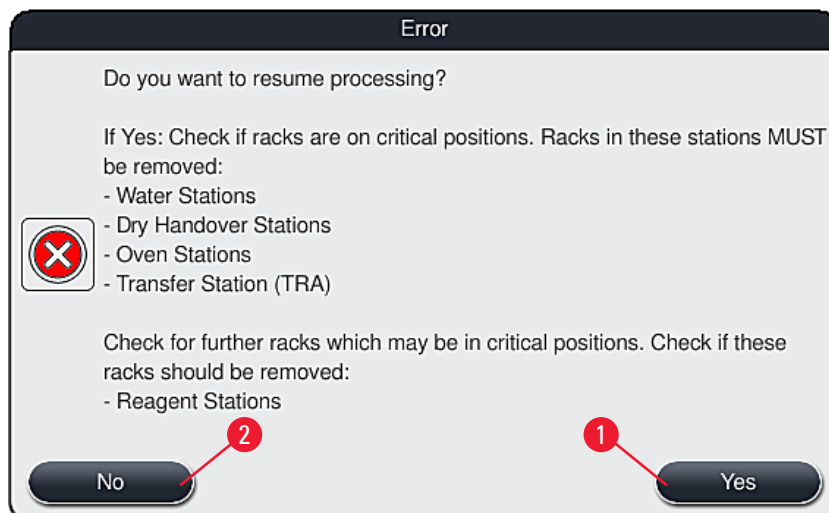 Error
Do you want to resume processing?
If Yes: Check if racks are on critical positions. Racks in these stations MUST
be removed:
- Water Stations
- Dry Handover Stations
- Oven Stations
- Transfer Station (TRA)
Check for further racks which may be in critical positions. Check if these
racks should be removed:
- Reagent Stations
2 1
No Yes